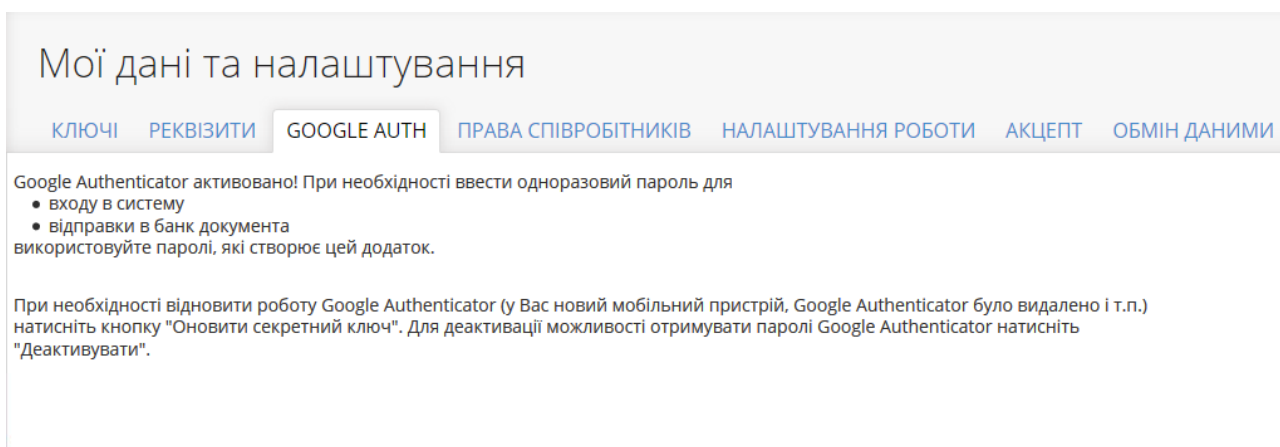 Мої дані та налаштування
КЛЮЧІ РЕКВІЗИТИ GOOGLE AUTH ПРАВА СПІВРОБІТНИКІВ НАЛАШТУВАННЯ РОБОТИ АКЦЕПТ ОБМІН ДАНИМИ
Google Authenticator активовано! При необхідності ввести одноразовий пароль для
• входу в систему
• відправки в банк документа
використовуйте паролі, які створює цей додаток.
При необхідності відновити роботу Google Authenticator (у Вас новий мобільний пристрій, Google Authenticator було видалено і т.п.)
натисніть кнопку "Оновити секретний ключ". Для деактивації можливості отримувати паролі Google Authenticator натисніть
"Деактивувати".